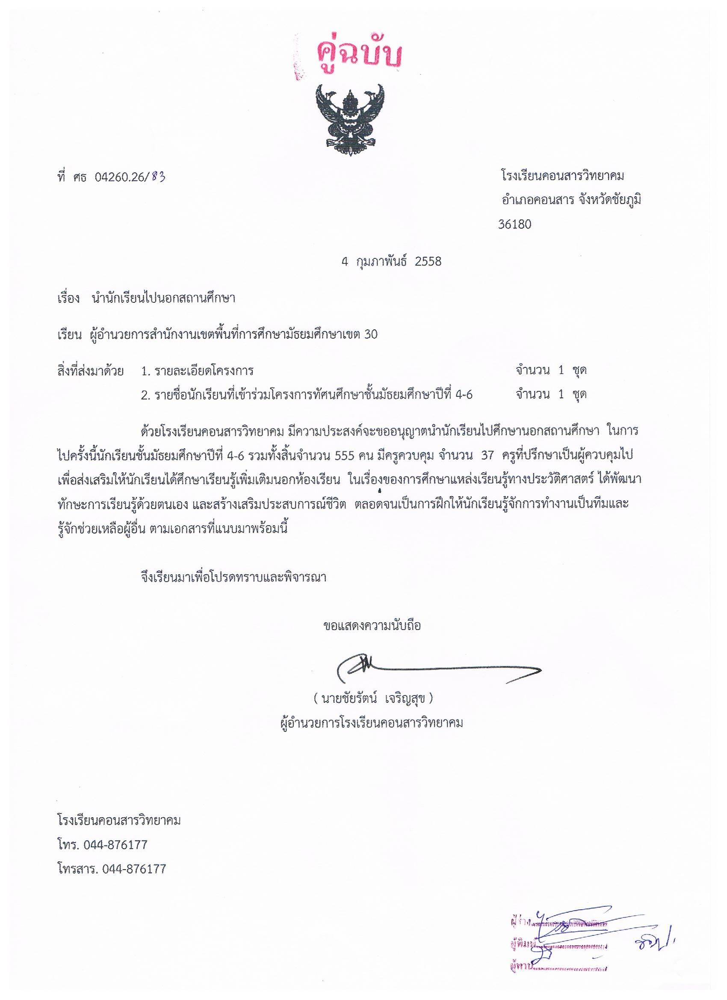 คู่ฉบับ
ที่ ศธ 04260.26/83
โรงเรียนคอนสารวิทยาคม
อำเภอคอนสาร จังหวัดชัยภูมิ
36180
4 กุมภาพันธ์ 2558
เรื่อง นำนักเรียนไปนอกสถานศึกษา
เรียน ผู้อำนวยการสำนักงานเขตพื้นที่การศึกษามัธยมศึกษาเขต 30
สิ่งที่ส่งมาด้วย 1. รายละเอียดโครงการ จำนวน 1 ชุด
2. รายชื่อนักเรียนที่เข้าร่วมโครงการทัศนศึกษาชั้นมัธยมศึกษาปีที่ 4-6 จำนวน 1 ชุด
ด้วยโรงเรียนคอนสารวิทยาคม มีความประสงค์จะขออนุญาตนำนักเรียนไปศึกษานอกสถานศึกษา ในการ
ไปครั้งนี้นักเรียนชั้นมัธยมศึกษาปีที่ 4-6 รวมทั้งสิ้นจำนวน 555 คน มีครูควบคุม จำนวน 37 ครูที่ปรึกษาเป็นผู้ควบคุมไป
เพื่อส่งเสริมให้นักเรียนได้ศึกษาเรียนรู้เพิ่มเติมนอกห้องเรียน ในเรื่องของการศึกษาแหล่งเรียนรู้ทางประวัติศาสตร์ ได้พัฒนา
ทักษะการเรียนรู้ด้วยตนเอง และสร้างเสริมประสบการณ์ชีวิต ตลอดจนเป็นการฝึกให้นักเรียนรู้จักการทำงานเป็นทีมและ
รู้จักช่วยเหลือผู้อื่น ตามเอกสารที่แนบมาพร้อมนี้
จึงเรียนมาเพื่อโปรดทราบและพิจารณา
ขอแสดงความนับถือ
( นายชัยรัตน์ เจริญสุข )
ผู้อำนวยการโรงเรียนคอนสารวิทยาคม
โรงเรียนคอนสารวิทยาคม
โทร. 044-876177
โทรสาร. 044-876177
ผู้ร่าง
ผู้พิมพ์
ผู้ทาน